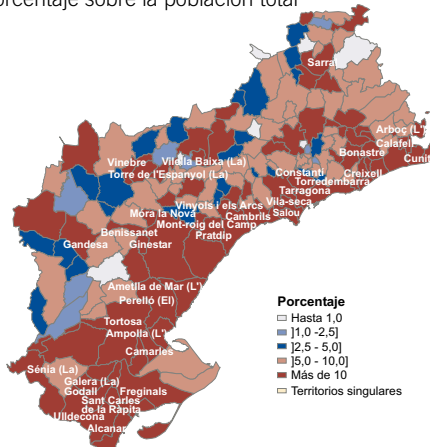 orcentaje sobre la población total
Sarra
Arboç (L'
Calafell
Bonastre
Cunit
Vinebre
Vilella Baixa (La)
Torre de l'Espanyol (La)
Constantí
Creixell
Torredembarra
Tarragona
Vila-seca
Salou
Vinyols i els Arcs
Móra la Nova
Cambrils
Mont-roig del Camp
Pratdip
Benissanet
Gandesa
Ginestar
Ametlla de Mar (L')
Perelló (El)
Tortosa
Ampolla (L')
Camarles
Sénia (La)
Galera (La)
Godall
Freginals
Sant Carles
de la Ràpita
Ulldecona
Alcanar
Porcentaje
Hasta 1,0
]1,0 -2,5]
]2,5 - 5,0]
]5,0 - 10,0]
Más de 10
Territorios singulares